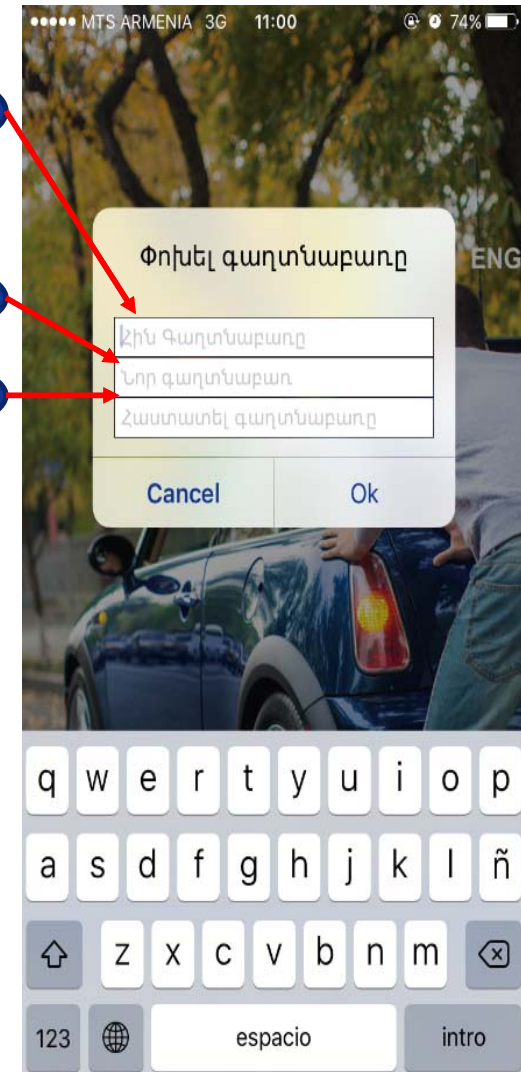 MTS ARMENIA 3G 11:00 74%
ENG
Փոխել գաղտնաբառը
Հին Գաղտնաբառը
Նոր գաղտնաբառ
Հաստատել գաղտնաբառը
Cancel Ok
q w e r t y u i o p
a s d f g h j k l ñ
z x c v b n m
123 espacio intro